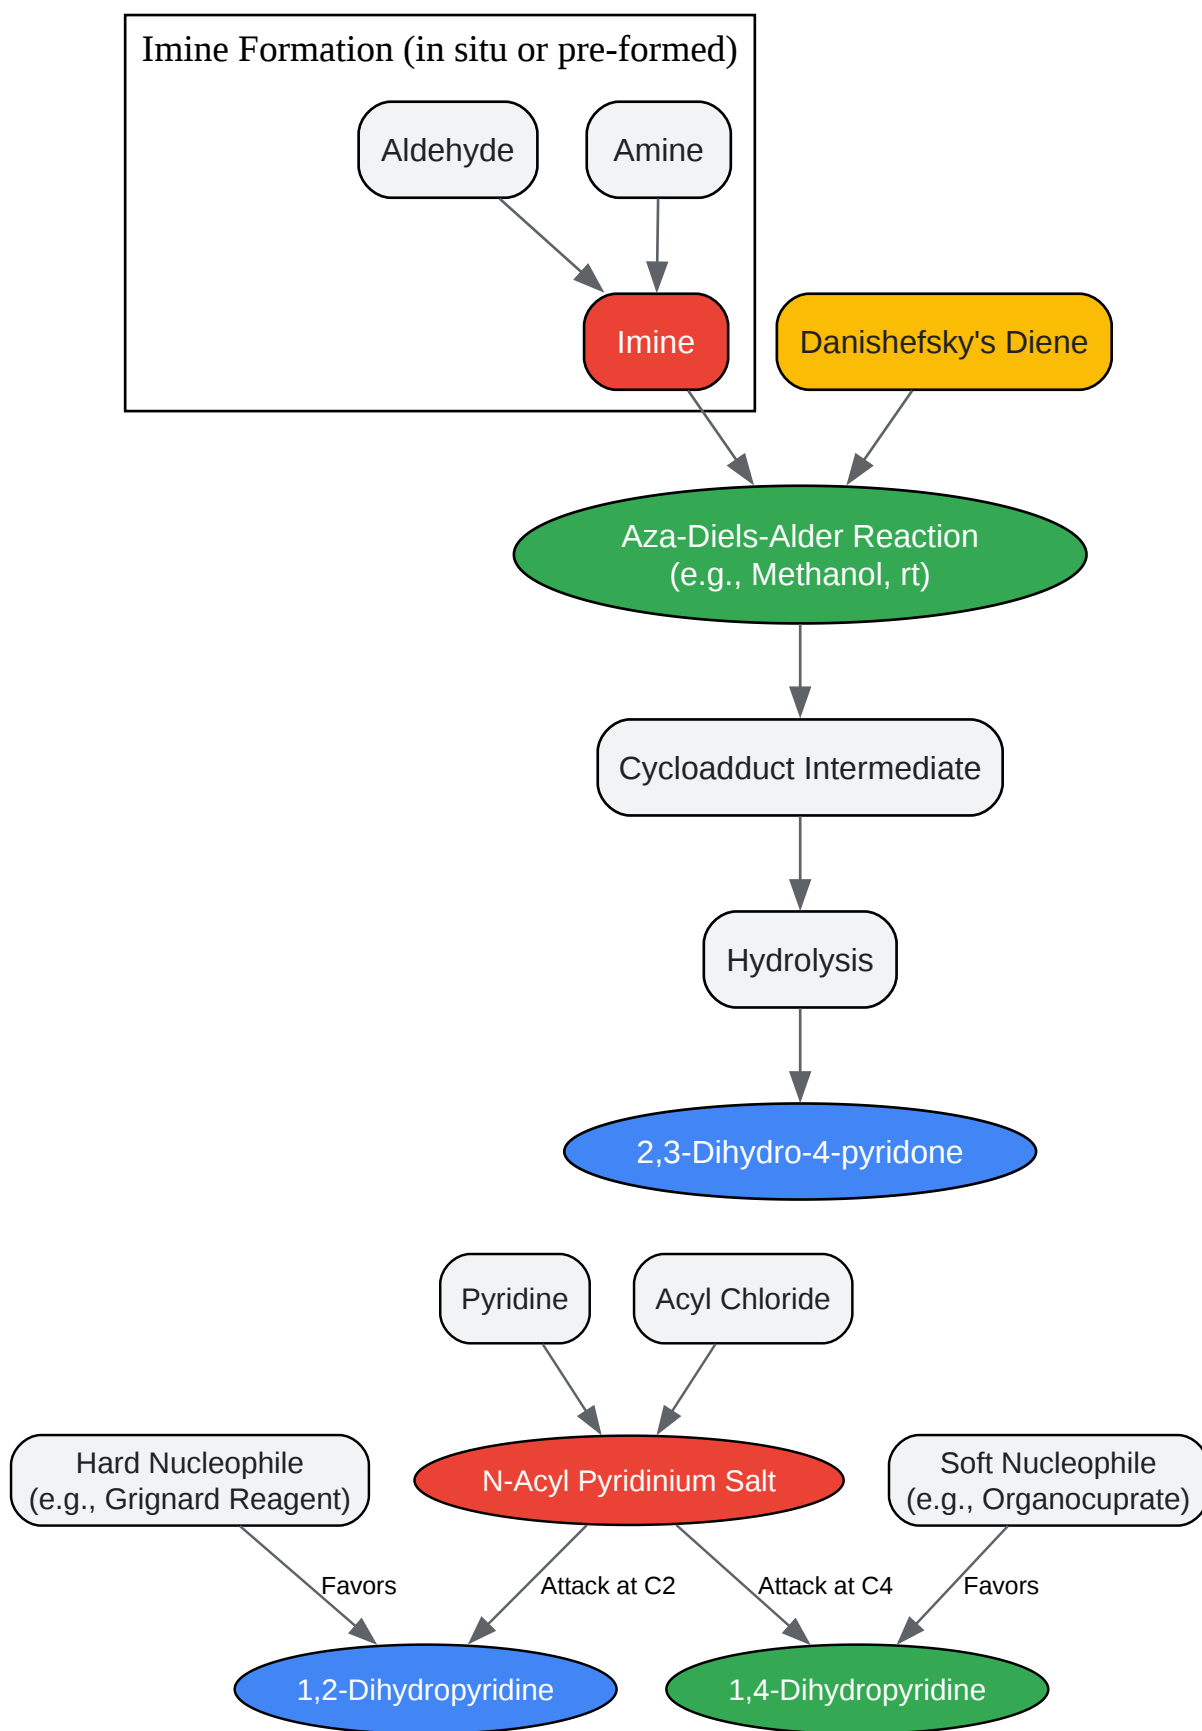 Imine Formation (in situ or pre-formed)
Aldehyde
Amine
Imine
Danishefsky's Diene
Aza-Diels-Alder Reaction
(e.g., Methanol, rt)
Cycloadduct Intermediate
Hydrolysis
2,3-Dihydro-4-pyridone
Pyridine
Acyl Chloride
Hard Nucleophile
(e.g., Grignard Reagent)
N-Acyl Pyridinium Salt
Soft Nucleophile
(e.g., Organocuprate)
Favors
Attack at C2
Attack at C4
Favors
1,2-Dihydropyridine
1,4-Dihydropyridine